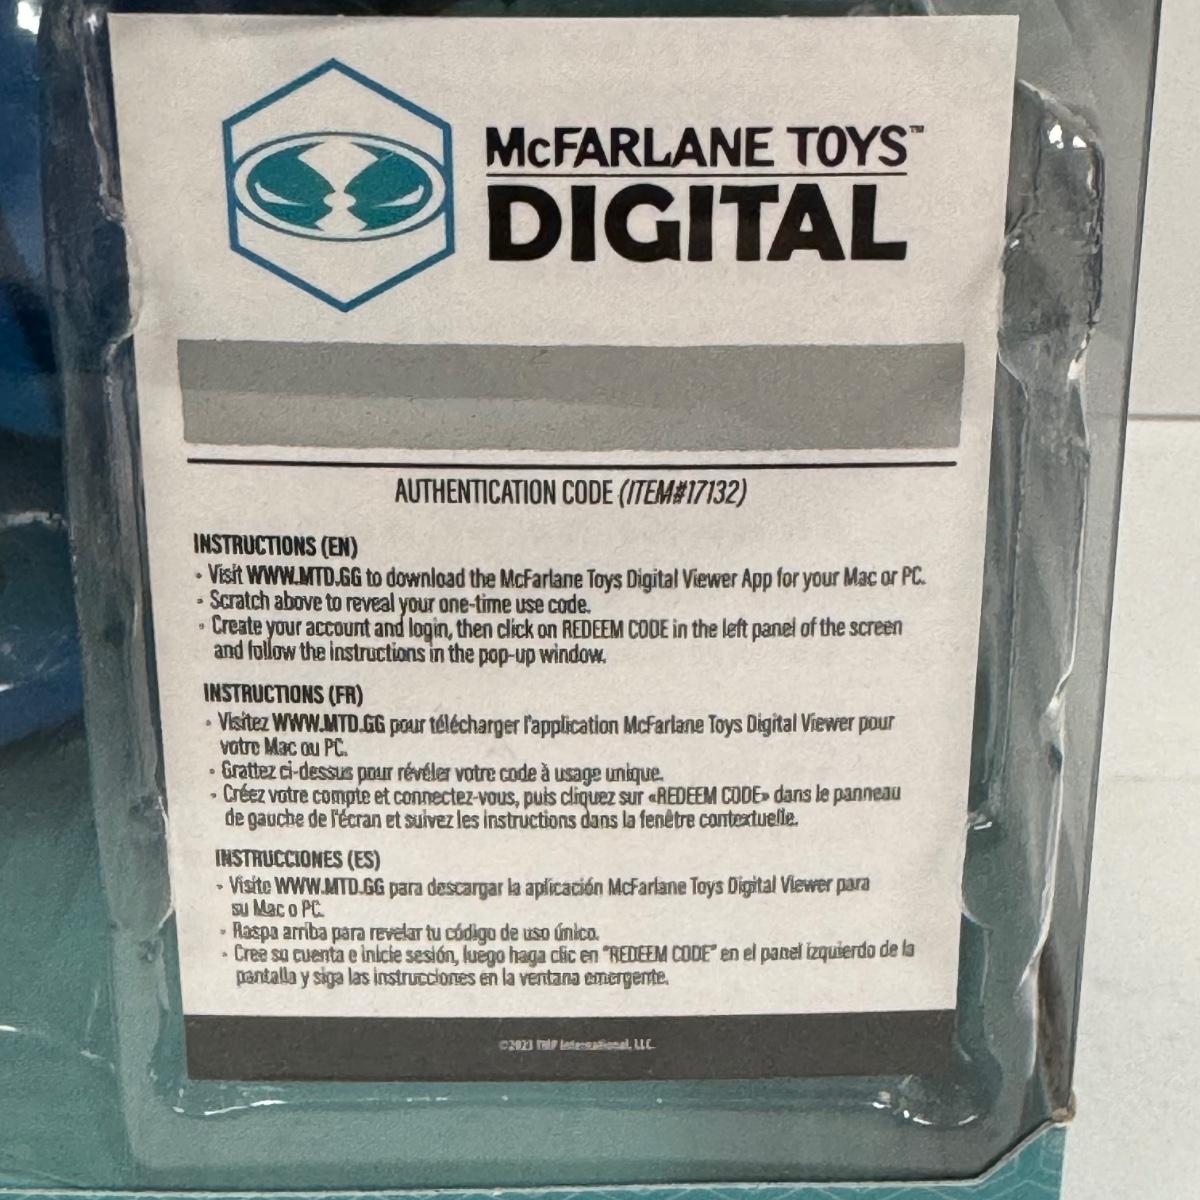 McFARLANE TOYS™
DIGITAL
AUTHENTICATION CODE (ITEM#17132)
INSTRUCTIONS (EN)
• Visit WWW.MTD.GG to download the McFarlane Toys Digital Viewer App for your Mac or PC.
• Scratch above to reveal your one-time use code.
• Create your account and login, then click on REDEEM CODE in the left panel of the screen
and follow the instructions in the pop-up window.
INSTRUCTIONS (FR)
• Visitez WWW.MTD.GG pour télécharger l'application McFarlane Toys Digital Viewer pour
votre Mac ou PC.
• Grattez ci-dessus pour révéler votre code à usage unique.
• Créez votre compte et connectez-vous, puis cliquez sur «REDEEM CODE» dans le panneau
de gauche de l'écran et suivez les instructions dans la fenêtre contextuelle.
INSTRUCCIONES (ES)
• Visite WWW.MTD.GG para descargar la aplicación McFarlane Toys Digital Viewer para
su Mac o PC.
• Raspa arriba para revelar tu código de uso único.
• Cree su cuenta e inicie sesión, luego haga clic en "REDEEM CODE" en el panel izquierdo de la
pantalla y siga las instrucciones en la ventana emergente.
©2023 TMP International, LLC.